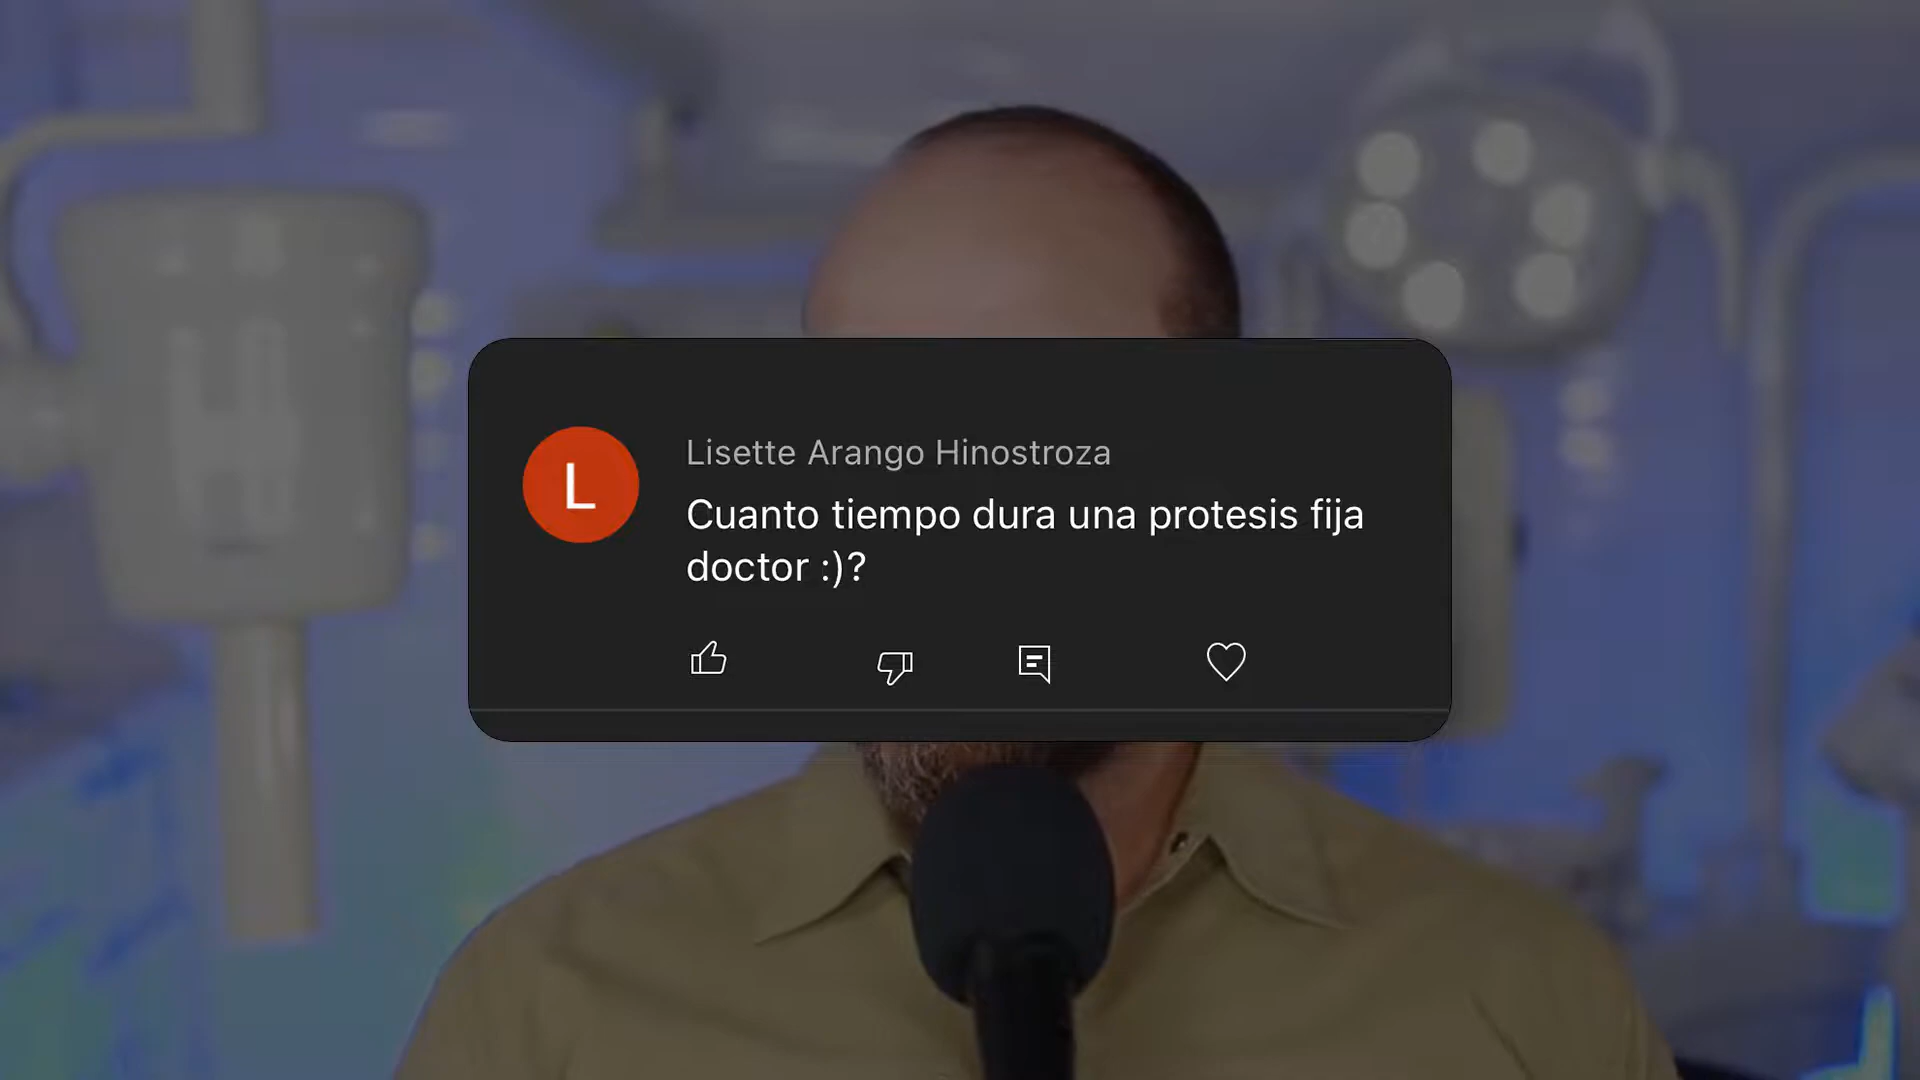 L
Lisette Arango Hinostroza
Cuanto tiempo dura una protesis fija
doctor :)?